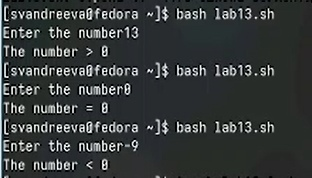 [svandreeva@fedora ~]$ bash lab13.sh
Enter the number13
The number > 0
[svandreeva@fedora ~]$ bash lab13.sh
Enter the number0
The number = 0
[svandreeva@fedora ~]$ bash lab13.sh
Enter the number-9
The number < 0